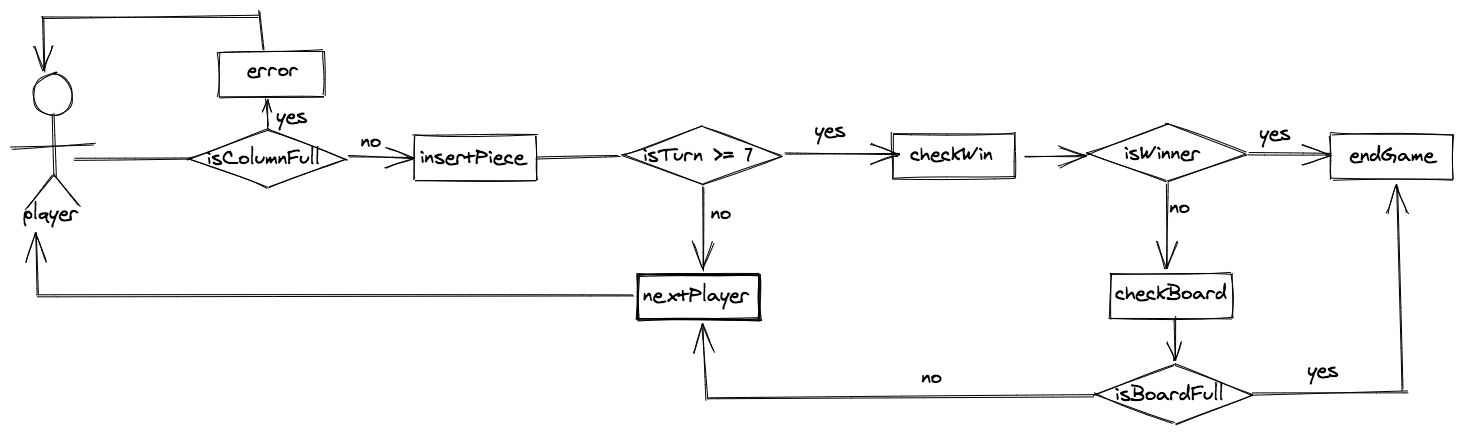 error
yes
isColumnFull
no
insertPiece
isTurn >= 7
yes
checkWin
isWinner
yes
endGame
player
no
no
nextPlayer
checkBoard
no
isBoardFull
yes